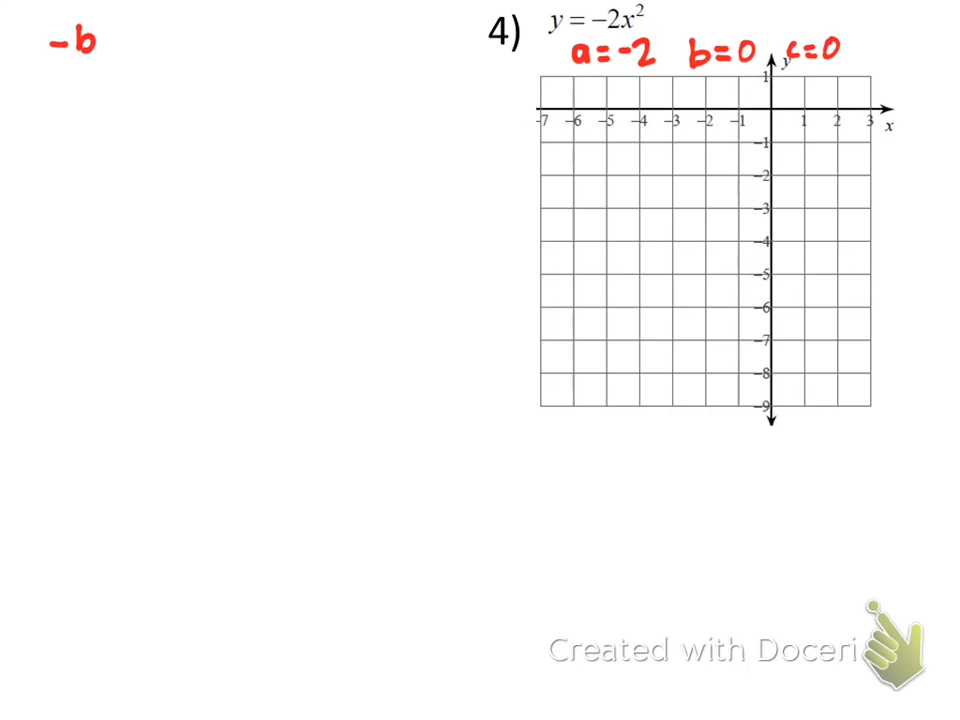 -b
4) y = −2x²
a=-2 b=0 c=0
y
1
-7 −6 −5 −4 −3 −2 −1 1 2 3 x
−1
−2
−3
−4
−5
−6
−7
−8
−9
Created with Doceri